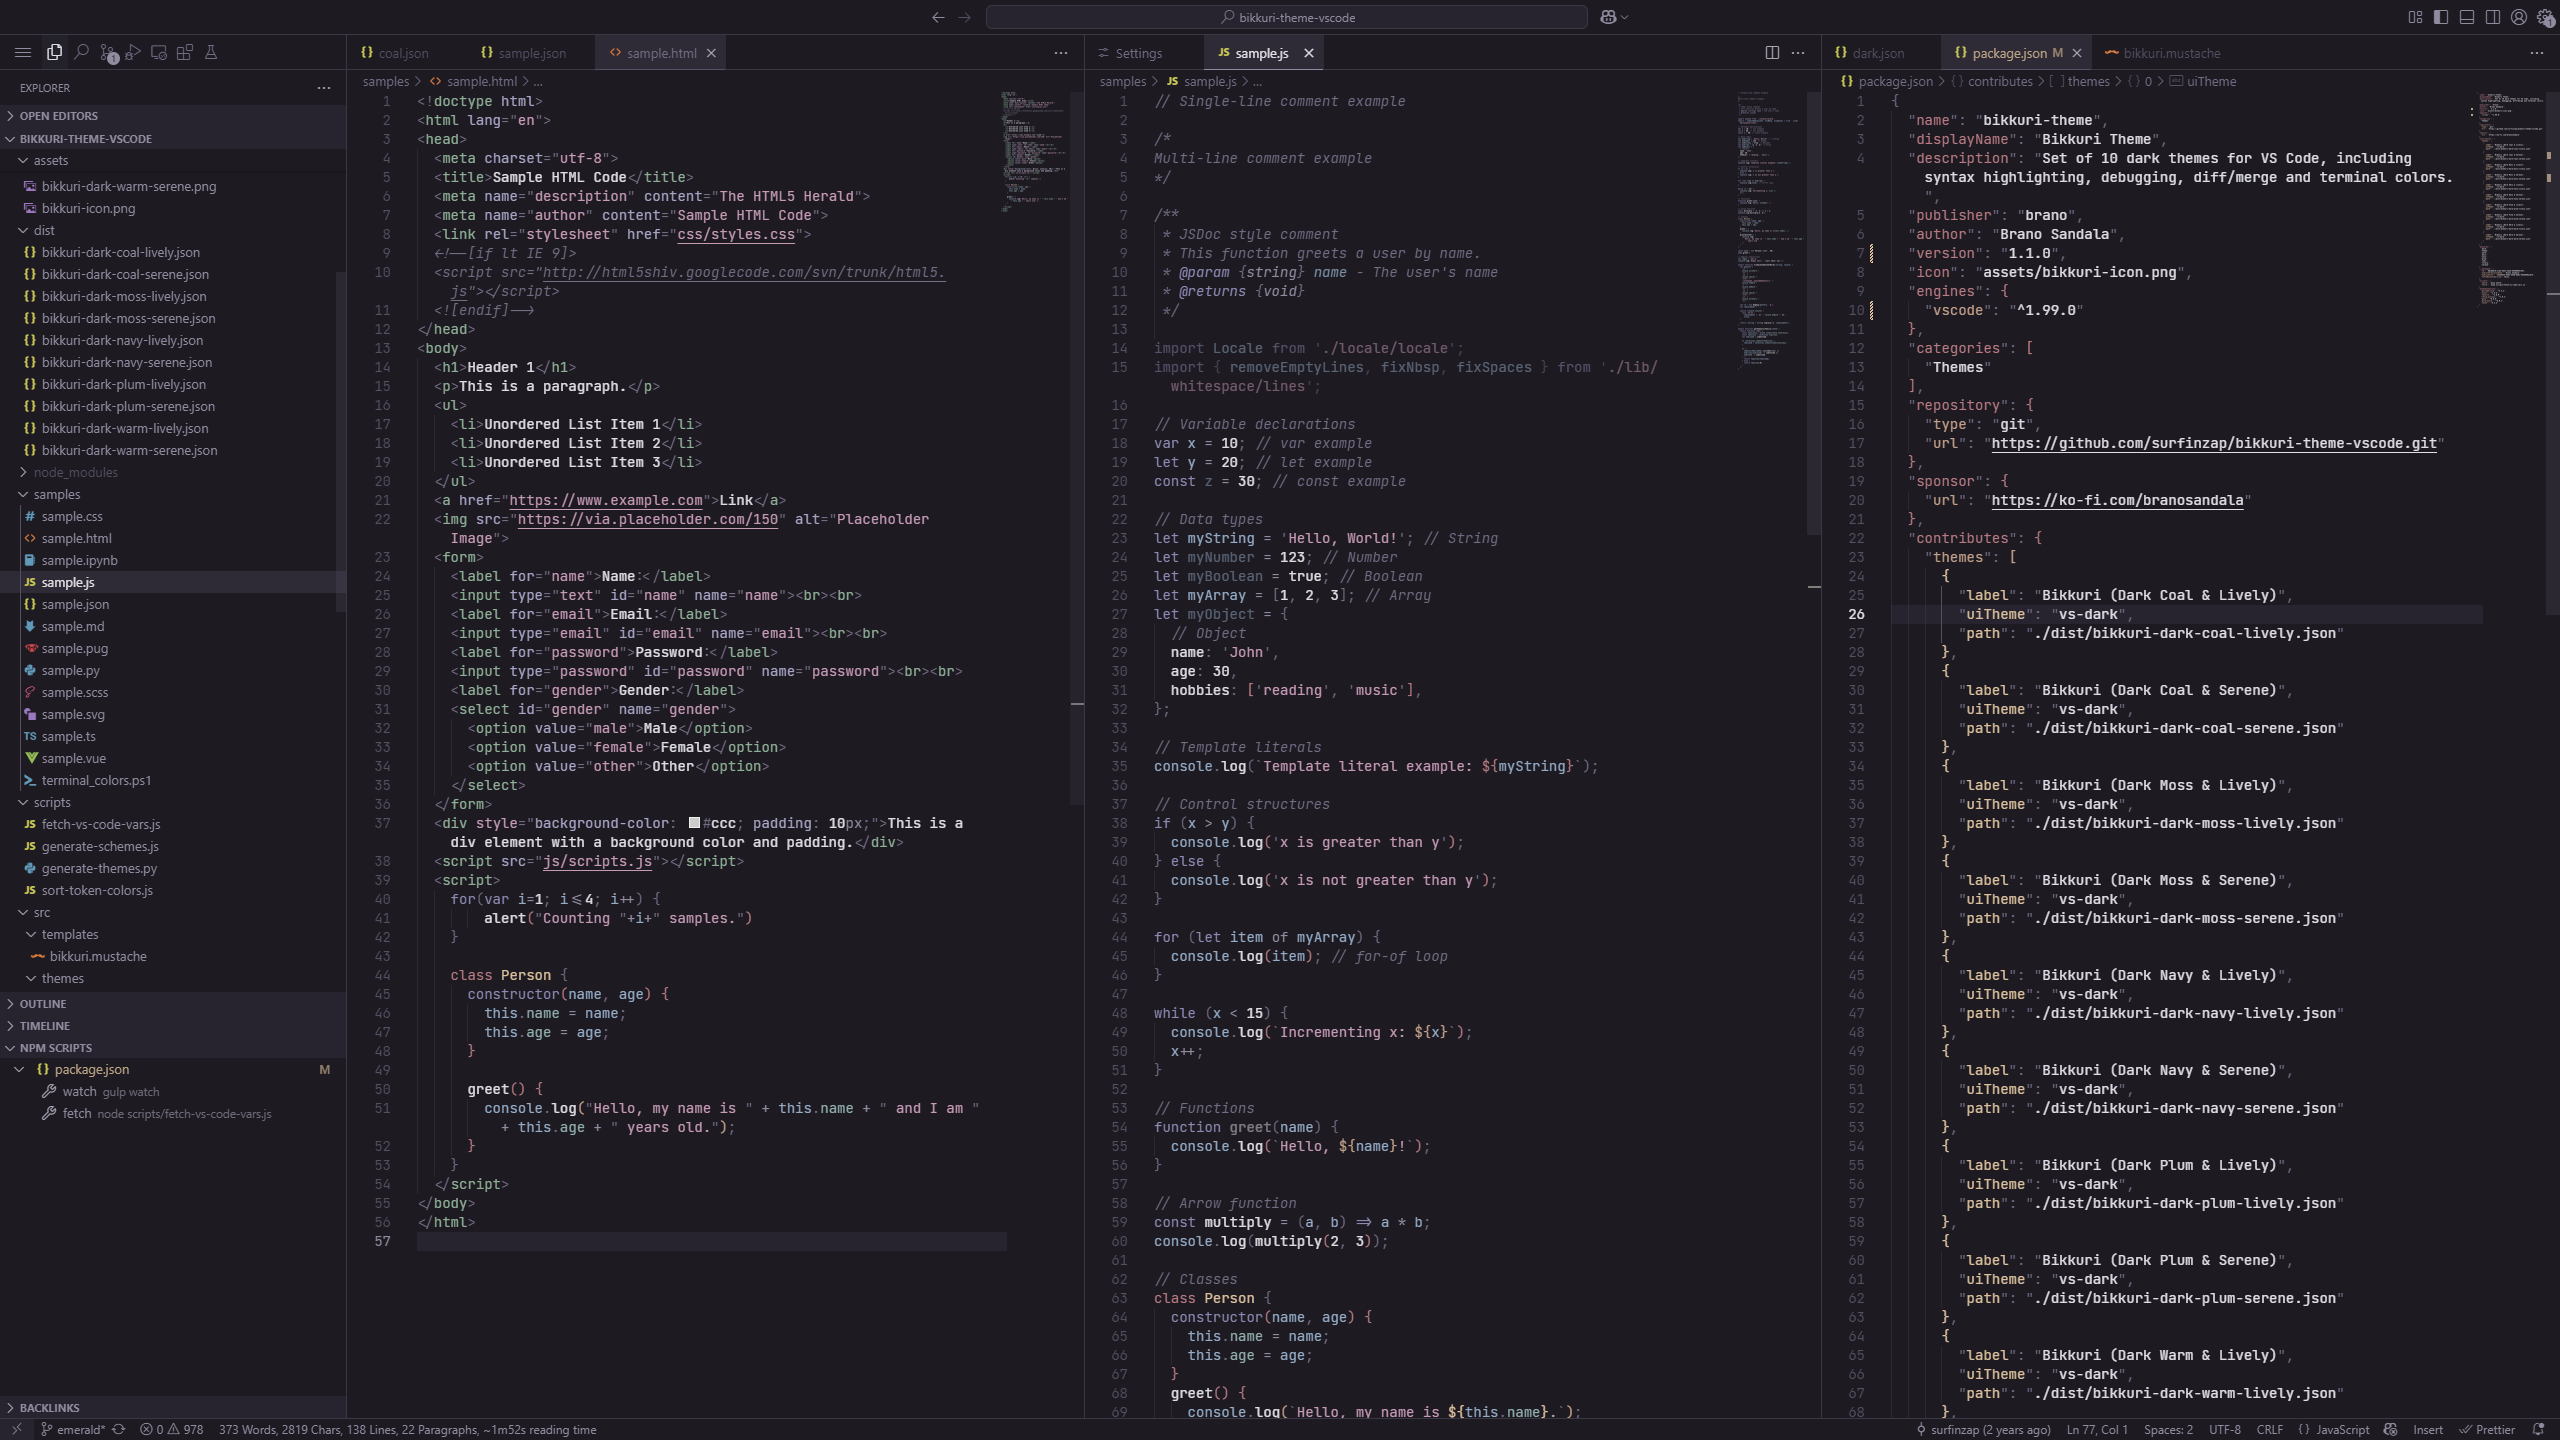 bikkuri-theme-vscode
EXPLORER
OPEN EDITORS
BIKKURI-THEME-VSCODE
assets
bikkuri-dark-warm-serene.png
bikkuri-icon.png
dist
bikkuri-dark-coal-lively.json
bikkuri-dark-coal-serene.json
bikkuri-dark-moss-lively.json
bikkuri-dark-moss-serene.json
bikkuri-dark-navy-lively.json
bikkuri-dark-navy-serene.json
bikkuri-dark-plum-lively.json
bikkuri-dark-plum-serene.json
bikkuri-dark-warm-lively.json
bikkuri-dark-warm-serene.json
node_modules
samples
sample.css
sample.html
sample.ipynb
sample.js
sample.json
sample.md
sample.pug
sample.py
sample.scss
sample.svg
sample.ts
sample.vue
terminal_colors.ps1
scripts
fetch-vs-code-vars.js
generate-schemes.js
generate-themes.py
sort-token-colors.js
src
templates
bikkuri.mustache
themes
OUTLINE
TIMELINE
NPM SCRIPTS
package.json M
watch gulp watch
fetch node scripts/fetch-vs-code-vars.js
BACKLINKS
coal.json sample.json sample.html
samples > sample.html > ...
1 <!doctype html>
2 <html lang="en">
3 <head>
4 <meta charset="utf-8">
5 <title>Sample HTML Code</title>
6 <meta name="description" content="The HTML5 Herald">
7 <meta name="author" content="Sample HTML Code">
8 <link rel="stylesheet" href="css/styles.css">
9 <!--[if lt IE 9]>
10 <script src="http://html5shiv.googlecode.com/svn/trunk/html5.
js"></script>
11 <![endif]-->
12 </head>
13 <body>
14 <h1>Header 1</h1>
15 <p>This is a paragraph.</p>
16 <ul>
17 <li>Unordered List Item 1</li>
18 <li>Unordered List Item 2</li>
19 <li>Unordered List Item 3</li>
20 </ul>
21 <a href="https://www.example.com">Link</a>
22 <img src="https://via.placeholder.com/150" alt="Placeholder
Image">
23 <form>
24 <label for="name">Name:</label>
25 <input type="text" id="name" name="name"><br><br>
26 <label for="email">Email:</label>
27 <input type="email" id="email" name="email"><br><br>
28 <label for="password">Password:</label>
29 <input type="password" id="password" name="password"><br><br>
30 <label for="gender">Gender:</label>
31 <select id="gender" name="gender">
32 <option value="male">Male</option>
33 <option value="female">Female</option>
34 <option value="other">Other</option>
35 </select>
36 </form>
37 <div style="background-color: #ccc; padding: 10px;">This is a
div element with a background color and padding.</div>
38 <script src="js/scripts.js"></script>
39 <script>
40 for(var i=1; i<=4; i++) {
41 alert("Counting "+i+" samples.")
42 }
43
44 class Person {
45 constructor(name, age) {
46 this.name = name;
47 this.age = age;
48 }
49
50 greet() {
51 console.log("Hello, my name is " + this.name + " and I am "
+ this.age + " years old.");
52 }
53 }
54 </script>
55 </body>
56 </html>
57
Settings sample.js
samples > JS sample.js > ...
1 // Single-line comment example
2
3 /*
4 Multi-line comment example
5 */
6
7 /**
8 * JSDoc style comment
9 * This function greets a user by name.
10 * @param {string} name - The user's name
11 * @returns {void}
12 */
13
14 import Locale from './locale/locale';
15 import { removeEmptyLines, fixNbsp, fixSpaces } from './lib/
whitespace/lines';
16
17 // Variable declarations
18 var x = 10; // var example
19 let y = 20; // let example
20 const z = 30; // const example
21
22 // Data types
23 let myString = 'Hello, World!'; // String
24 let myNumber = 123; // Number
25 let myBoolean = true; // Boolean
26 let myArray = [1, 2, 3]; // Array
27 let myObject = {
28 // Object
29 name: 'John',
30 age: 30,
31 hobbies: ['reading', 'music'],
32 };
33
34 // Template literals
35 console.log(`Template literal example: ${myString}`);
36
37 // Control structures
38 if (x > y) {
39 console.log('x is greater than y');
40 } else {
41 console.log('x is not greater than y');
42 }
43
44 for (let item of myArray) {
45 console.log(item); // for-of loop
46 }
47
48 while (x < 15) {
49 console.log(`Incrementing x: ${x}`);
50 x++;
51 }
52
53 // Functions
54 function greet(name) {
55 console.log(`Hello, ${name}!`);
56 }
57
58 // Arrow function
59 const multiply = (a, b) => a * b;
60 console.log(multiply(2, 3));
61
62 // Classes
63 class Person {
64 constructor(name, age) {
65 this.name = name;
66 this.age = age;
67 }
68 greet() {
69 console.log(`Hello, my name is ${this.name}.`);
dark.json package.json M bikkuri.mustache
package.json > { } contributes > [ ] themes > { } 0 > uiTheme
1 {
2 "name": "bikkuri-theme",
3 "displayName": "Bikkuri Theme",
4 "description": "Set of 10 dark themes for VS Code, including
syntax highlighting, debugging, diff/merge and terminal colors.
",
5 "publisher": "brano",
6 "author": "Brano Sandala",
7 "version": "1.1.0",
8 "icon": "assets/bikkuri-icon.png",
9 "engines": {
10 "vscode": "^1.99.0"
11 },
12 "categories": [
13 "Themes"
14 ],
15 "repository": {
16 "type": "git",
17 "url": "https://github.com/surfinzap/bikkuri-theme-vscode.git"
18 },
19 "sponsor": {
20 "url": "https://ko-fi.com/branosandala"
21 },
22 "contributes": {
23 "themes": [
24 {
25 "label": "Bikkuri (Dark Coal & Lively)",
26 "uiTheme": "vs-dark",
27 "path": "./dist/bikkuri-dark-coal-lively.json"
28 },
29 {
30 "label": "Bikkuri (Dark Coal & Serene)",
31 "uiTheme": "vs-dark",
32 "path": "./dist/bikkuri-dark-coal-serene.json"
33 },
34 {
35 "label": "Bikkuri (Dark Moss & Lively)",
36 "uiTheme": "vs-dark",
37 "path": "./dist/bikkuri-dark-moss-lively.json"
38 },
39 {
40 "label": "Bikkuri (Dark Moss & Serene)",
41 "uiTheme": "vs-dark",
42 "path": "./dist/bikkuri-dark-moss-serene.json"
43 },
44 {
45 "label": "Bikkuri (Dark Navy & Lively)",
46 "uiTheme": "vs-dark",
47 "path": "./dist/bikkuri-dark-navy-lively.json"
48 },
49 {
50 "label": "Bikkuri (Dark Navy & Serene)",
51 "uiTheme": "vs-dark",
52 "path": "./dist/bikkuri-dark-navy-serene.json"
53 },
54 {
55 "label": "Bikkuri (Dark Plum & Lively)",
56 "uiTheme": "vs-dark",
57 "path": "./dist/bikkuri-dark-plum-lively.json"
58 },
59 {
60 "label": "Bikkuri (Dark Plum & Serene)",
61 "uiTheme": "vs-dark",
62 "path": "./dist/bikkuri-dark-plum-serene.json"
63 },
64 {
65 "label": "Bikkuri (Dark Warm & Lively)",
66 "uiTheme": "vs-dark",
67 "path": "./dist/bikkuri-dark-warm-lively.json"
68 },
emerald* 0 978 373 Words, 2819 Chars, 138 Lines, 22 Paragraphs, ~1m52s reading time surfinzap (2 years ago) Ln 77, Col 1 Spaces: 2 UTF-8 CRLF { } JavaScript Insert Prettier